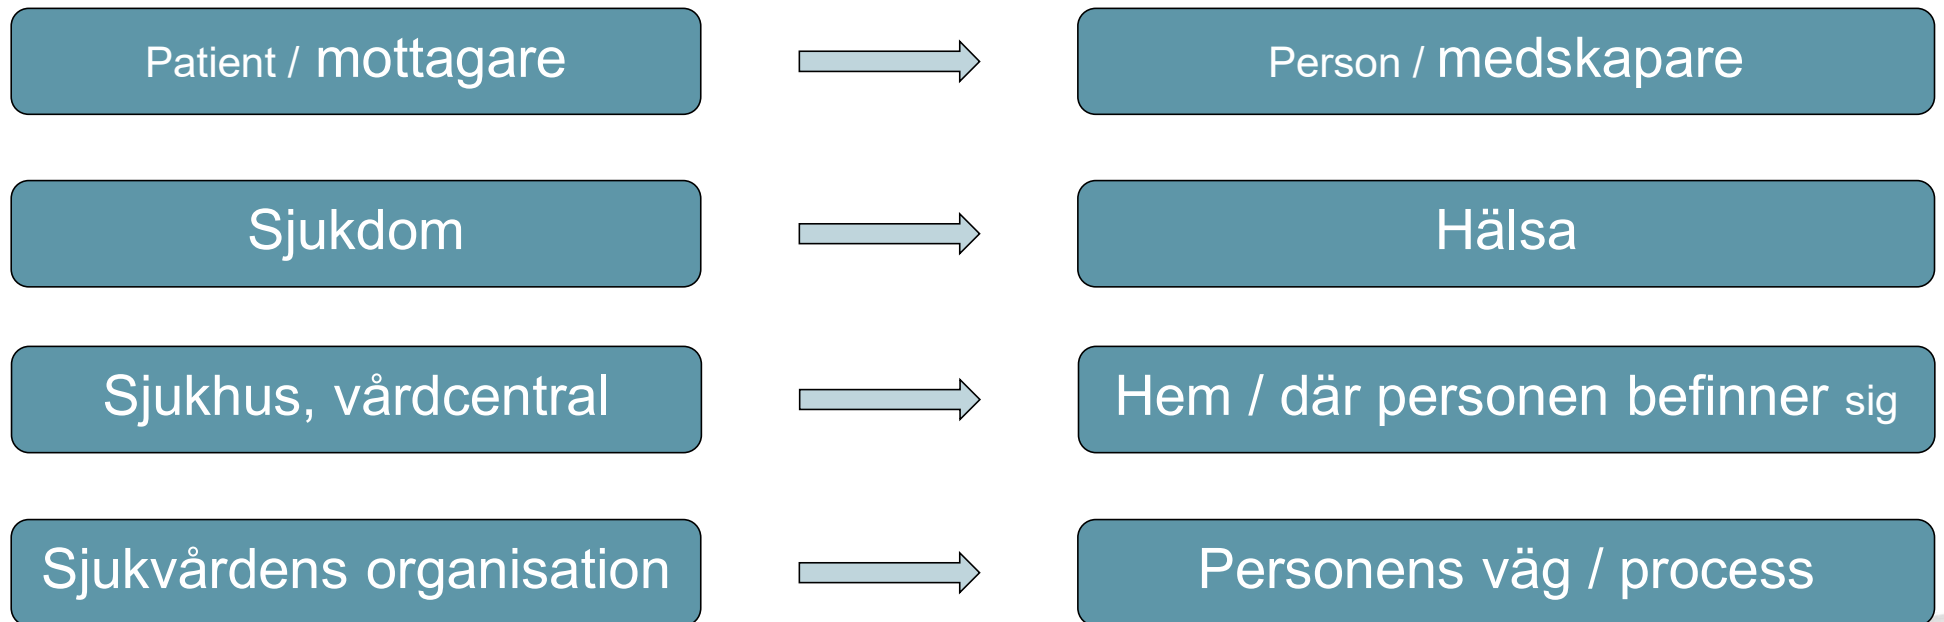 Patient / mottagare
Person / medskapare
Sjukdom
Hälsa
Sjukhus, vårdcentral
Hem / där personen befinner sig
Sjukvårdens organisation
Personens väg / process